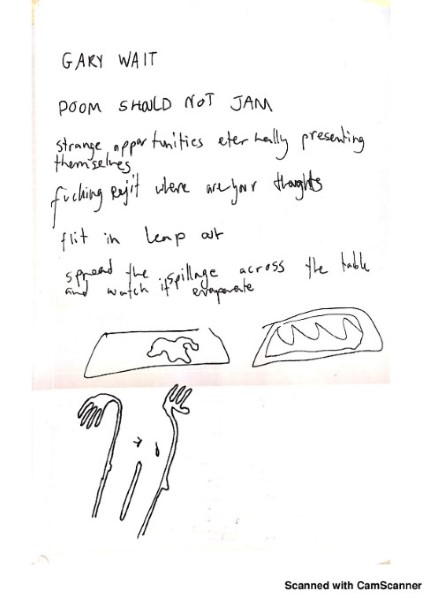 GARY WAIT
POOM SHOULD NOT JAM
strange opportunities eternally presenting
themselves
fucking eejit where are your thoughts
flit in leap out
spread the spillage across the table
and watch it evaporate
Scanned with CamScanner